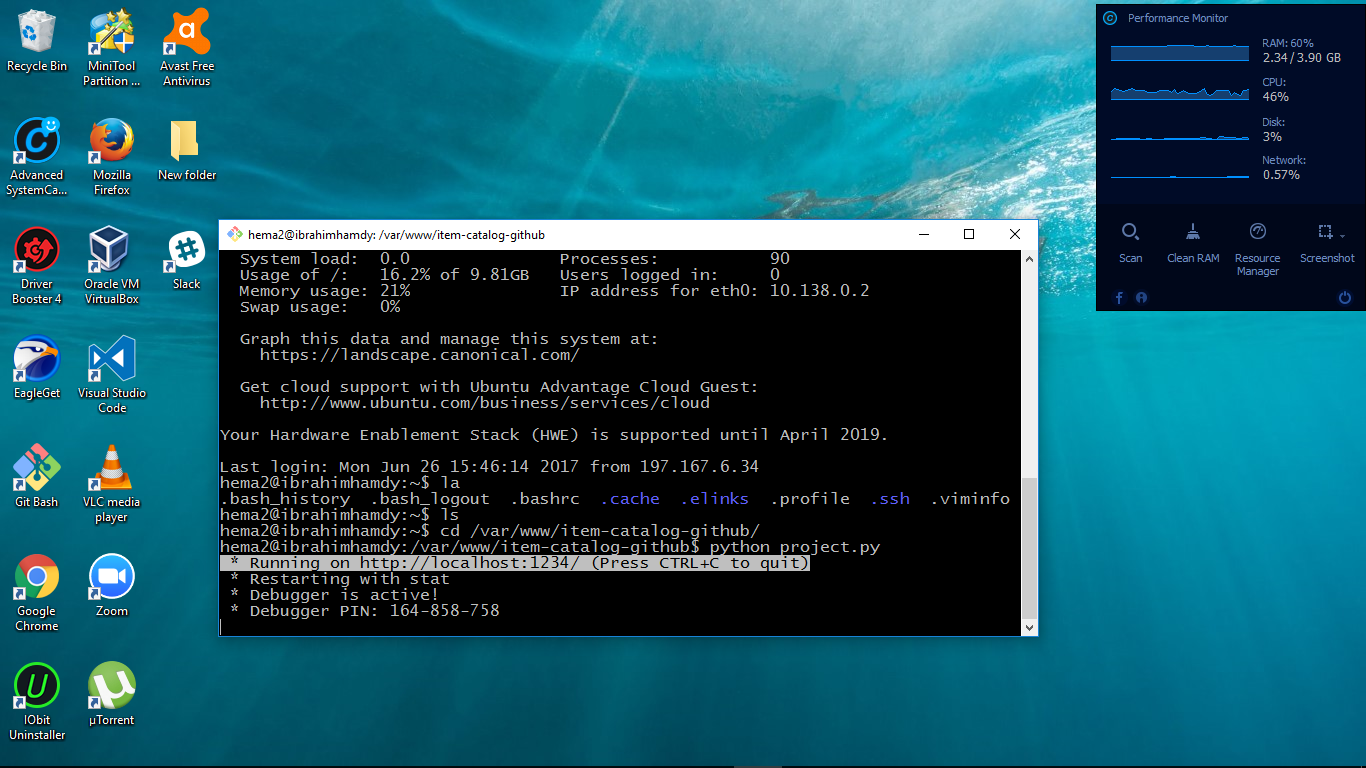 Recycle Bin
MiniTool
Partition ...
Avast Free
Antivirus
Advanced
SystemCa...
Mozilla
Firefox
New folder
Driver
Booster 4
Oracle VM
VirtualBox
Slack
EagleGet
Visual Studio
Code
Git Bash
VLC media
player
Google
Chrome
Zoom
IObit
Uninstaller
µTorrent
Performance Monitor
RAM: 60%
2.34 / 3.90 GB
CPU:
46%
Disk:
3%
Network:
0.57%
Scan
Clean RAM
Resource
Manager
Screenshot
hema2@ibrahimhamdy: /var/www/item-catalog-github
System load:  0.0               Processes:           90
Usage of /:   16.2% of 9.81GB   Users logged in:     0
Memory usage: 21%               IP address for eth0: 10.138.0.2
Swap usage:   0%
Graph this data and manage this system at:
https://landscape.canonical.com/
Get cloud support with Ubuntu Advantage Cloud Guest:
http://www.ubuntu.com/business/services/cloud
Your Hardware Enablement Stack (HWE) is supported until April 2019.
Last login: Mon Jun 26 15:46:14 2017 from 197.167.6.34
hema2@ibrahimhamdy:~$ la
.bash_history  .bash_logout  .bashrc  .cache  .elinks  .profile  .ssh  .viminfo
hema2@ibrahimhamdy:~$ ls
hema2@ibrahimhamdy:~$ cd /var/www/item-catalog-github/
hema2@ibrahimhamdy:/var/www/item-catalog-github$ python project.py
* Running on http://localhost:1234/ (Press CTRL+C to quit)
* Restarting with stat
* Debugger is active!
* Debugger PIN: 164-858-758